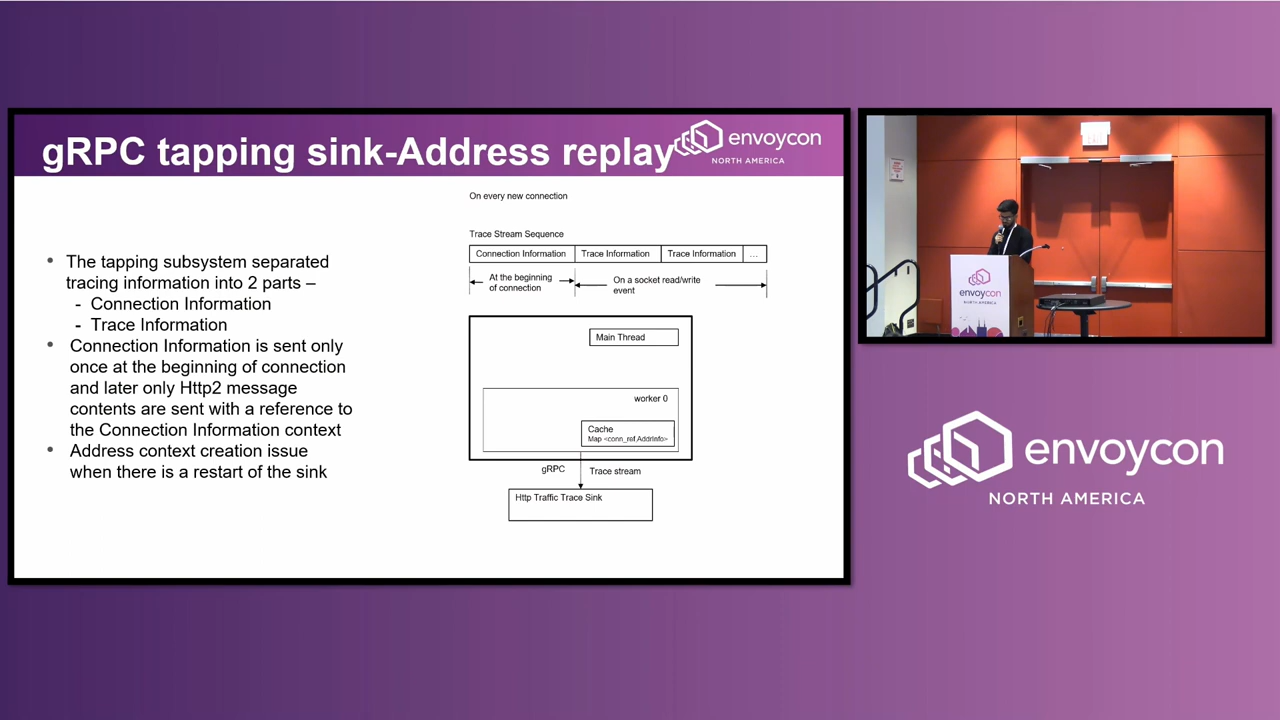 gRPC tapping sink-Address replay
envoycon
NORTH AMERICA
On every new connection
Trace Stream Sequence
Connection Information
Trace Information
Trace Information
...
At the beginning
of connection
On a socket read/write
event
• The tapping subsystem separated
tracing information into 2 parts –
- Connection Information
- Trace Information
• Connection Information is sent only
once at the beginning of connection
and later only Http2 message
contents are sent with a reference to
the Connection Information context
• Address context creation issue
when there is a restart of the sink
Main Thread
worker 0
Cache
Map <conn_ref,AddrInfo>
gRPC
Trace stream
Http Traffic Trace Sink
EXIT
envoycon
NORTH AMERICA
envoycon
NORTH AMERICA